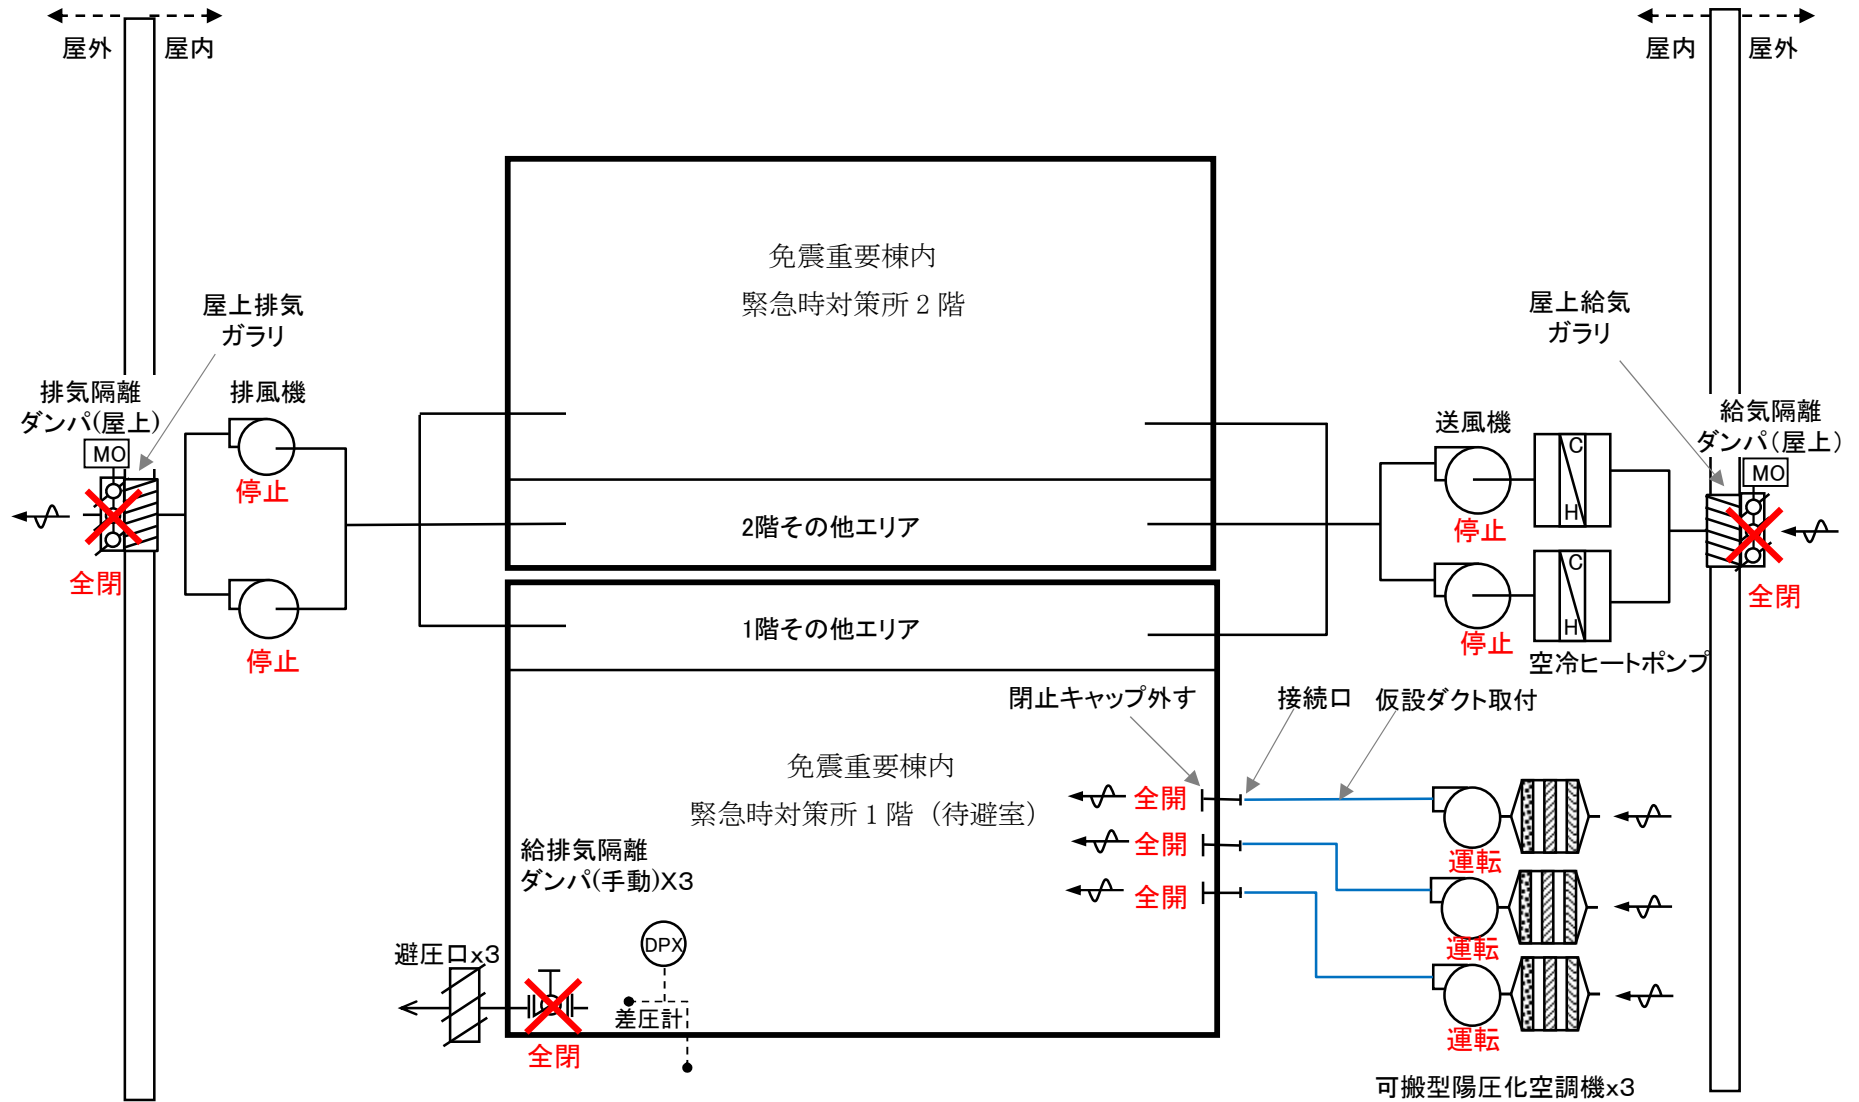 屋外
屋内
屋内
屋外
免震重要棟内
緊急時対策所2階
屋上排気
ガラリ
屋上給気
ガラリ
排気隔離
ダンパ(屋上)
MO
排風機
停止
全閉
停止
送風機
停止
C
H
停止
C
H
空冷ヒートポンプ
給気隔離
ダンパ(屋上)
MO
全閉
2階その他エリア
1階その他エリア
閉止キャップ外す
接続口
仮設ダクト取付
免震重要棟内
緊急時対策所1階（待避室）
全開
全開
全開
運転
運転
運転
給排気隔離
ダンパ(手動)X3
避圧口x3
DPX
差圧計
全閉
可搬型陽圧化空調機x3